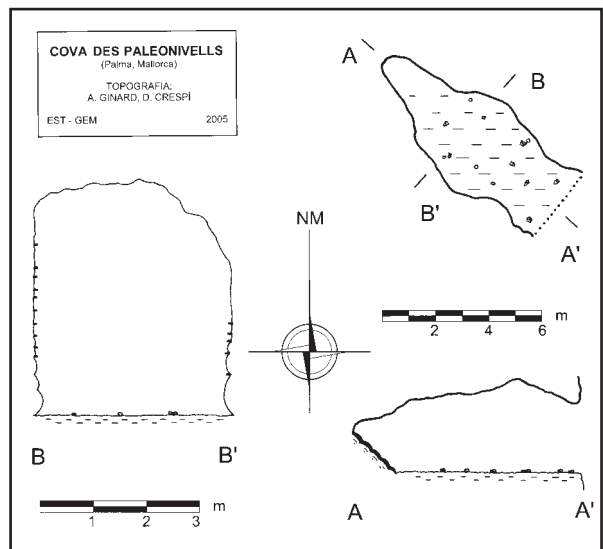 COVA DES PALEONIVELLS
(Palma, Mallorca)
TOPOGRAFIA:
A. GINARD, D. CRESPÍ
EST - GEM 2005
A
B
B'
A'
NM
2 4 6 m
B B'
1 2 3 m
A A'